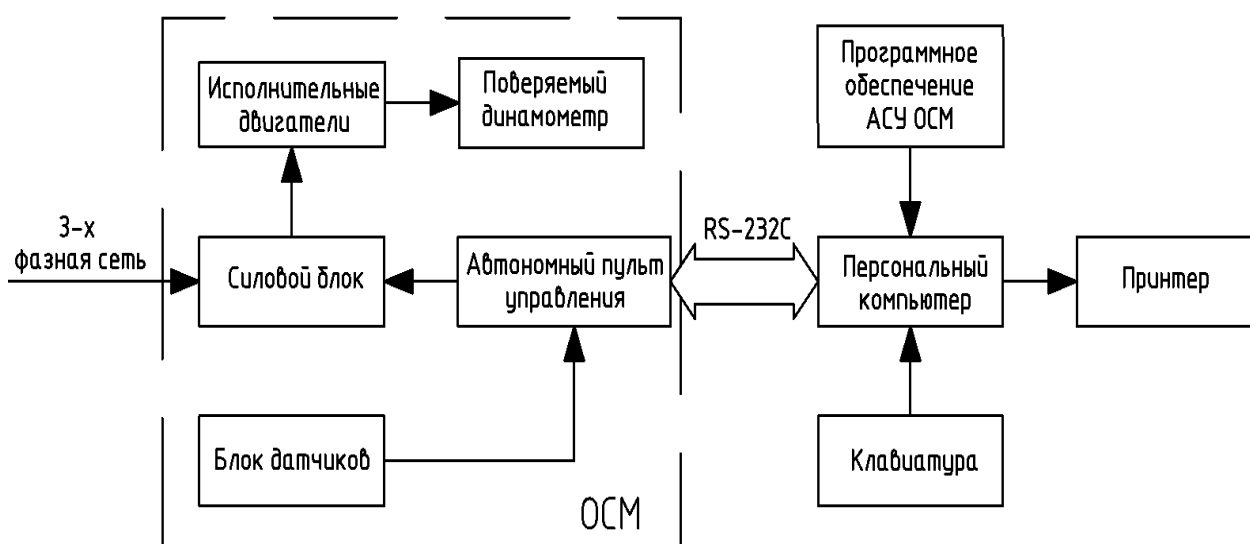 Исполнительные
двигатели
Поверяемый
динамометр
Программное
обеспечение
АСУ ОСМ
3-х
фазная сеть
Силовой блок
Автономный пульт
управления
RS-232C
Персональный
компьютер
Принтер
Блок датчиков
Клавиатура
ОСМ